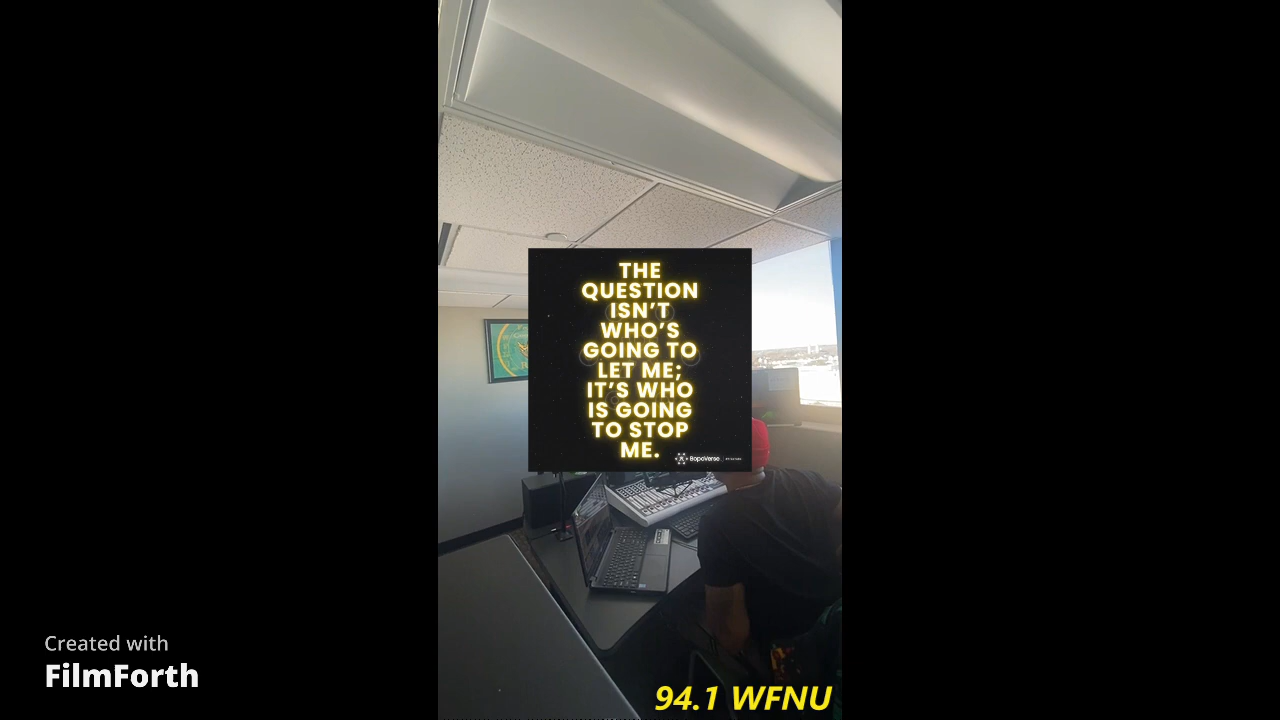 THE
QUESTION
ISN'T
WHO'S
GOING TO
LET ME;
IT'S WHO
IS GOING
TO STOP
ME.
BopoVerse
Created with
FilmForth
94.1 WFNU